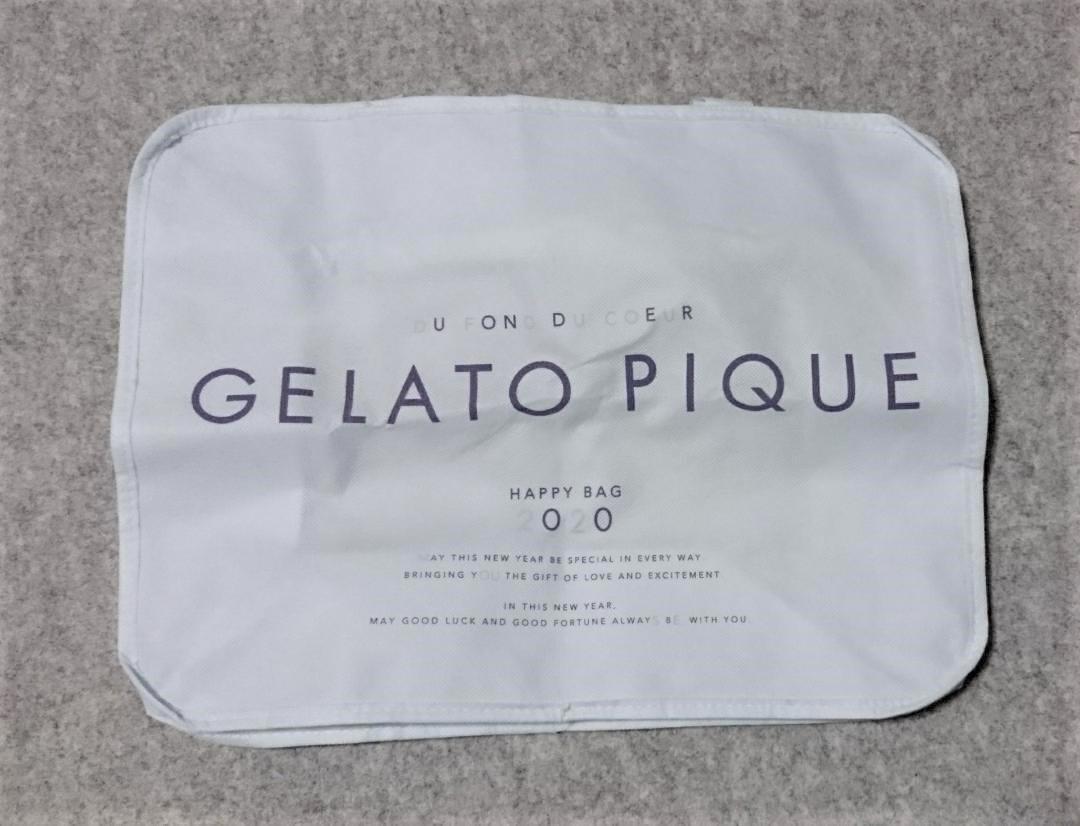 DU FOND DU COEUR
GELATO PIQUE
HAPPY BAG
2020
MAY THIS NEW YEAR BE SPECIAL IN EVERY WAY
BRINGING YOU THE GIFT OF LOVE AND EXCITEMENT
IN THIS NEW YEAR.
MAY GOOD LUCK AND GOOD FORTUNE ALWAYS BE WITH YOU.